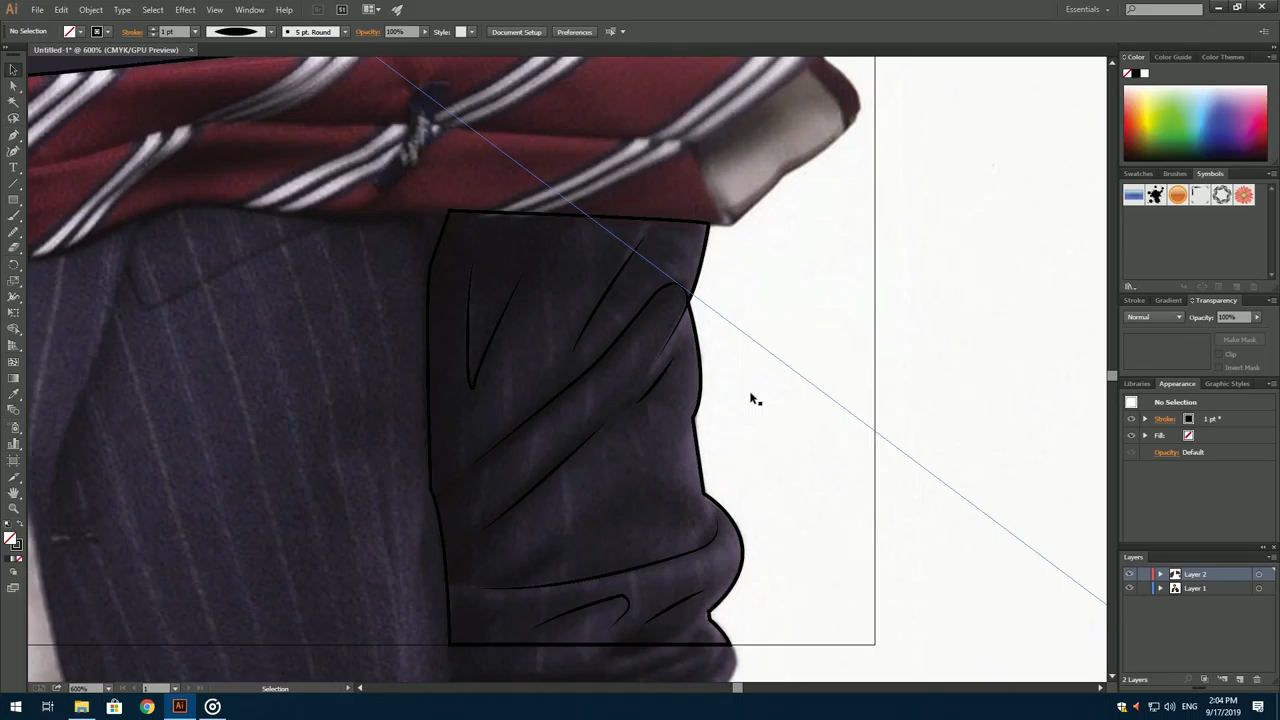 Ai File Edit Object Type Select Effect View Window Help Br St Essentials
No Selection Stroke: 1 pt 5 pt. Round Opacity: 100% Style: Document Setup Preferences
Untitled-1* @ 600% (CMYK/GPU Preview) ×
Color Color Guide Color Themes
Swatches Brushes Symbols
Stroke Gradient Transparency
Normal Opacity: 100%
Make Mask
Clip
Invert Mask
Libraries Appearance Graphic Styles
No Selection
Stroke: 1 pt *
Fill:
Opacity: Default
Layers
Layer 2
Layer 1
2 Layers
600% 1 Selection
Ai ENG 2:04 PM
9/17/2019